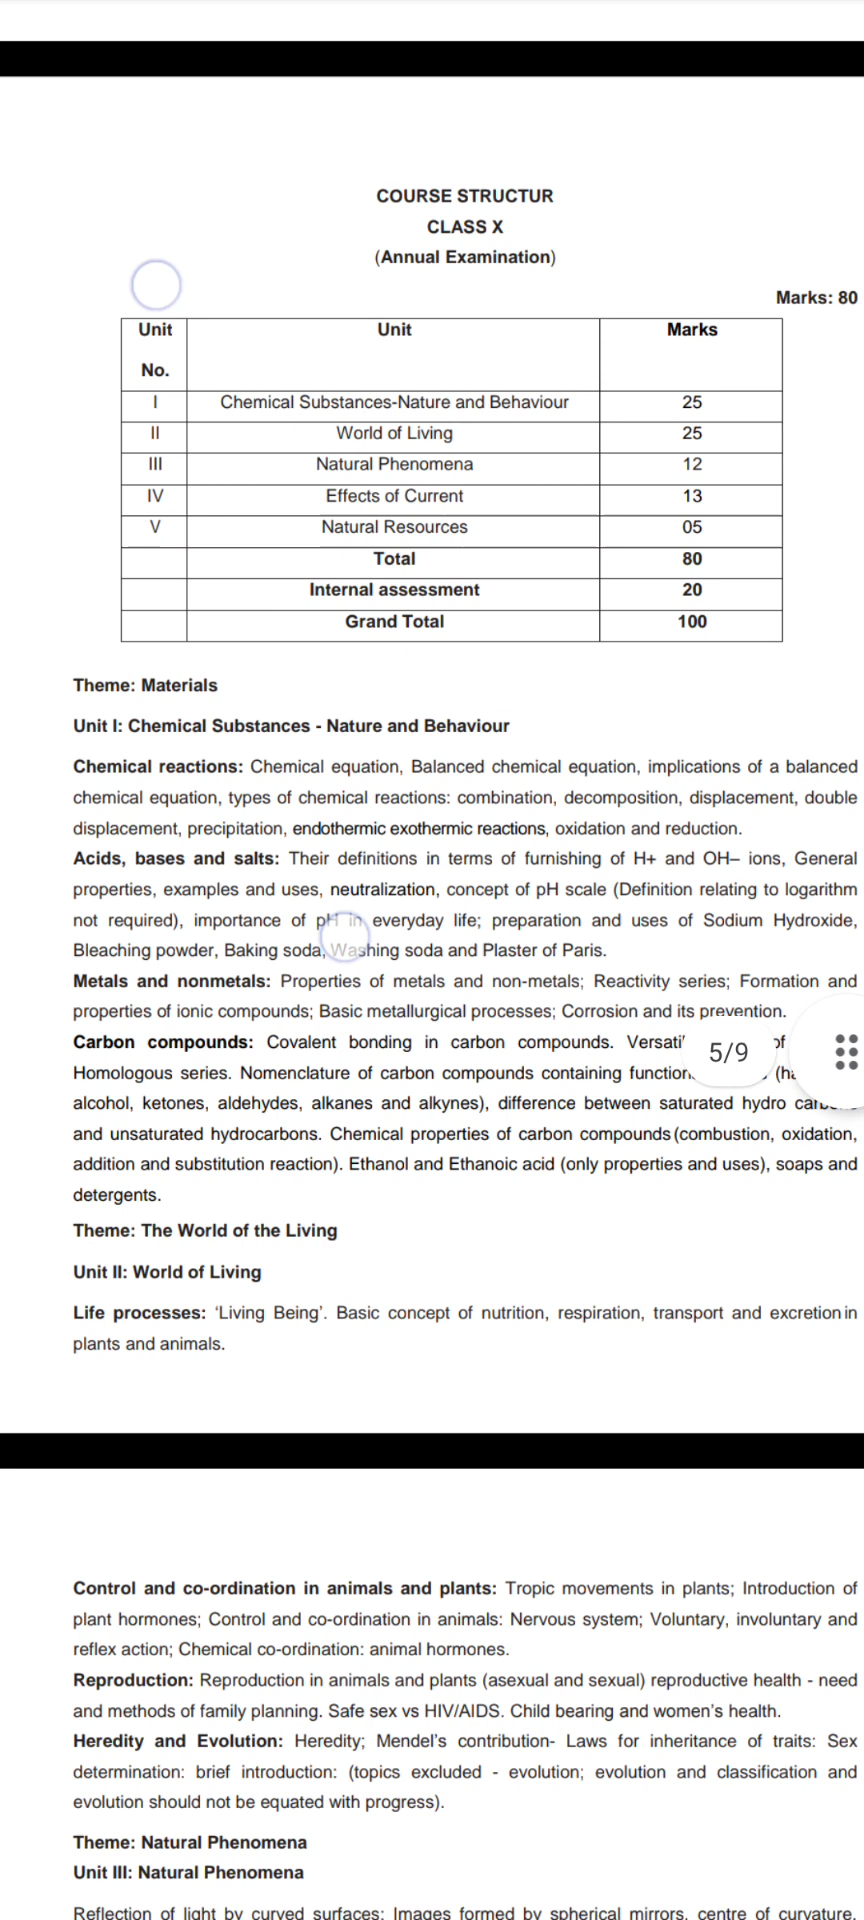 COURSE STRUCTUR
CLASS X
(Annual Examination)
Marks: 80
Unit No. Unit Marks
I Chemical Substances-Nature and Behaviour 25
II World of Living 25
III Natural Phenomena 12
IV Effects of Current 13
V Natural Resources 05
Total 80
Internal assessment 20
Grand Total 100
Theme: Materials
Unit I: Chemical Substances - Nature and Behaviour
Chemical reactions: Chemical equation, Balanced chemical equation, implications of a balanced
chemical equation, types of chemical reactions: combination, decomposition, displacement, double
displacement, precipitation, endothermic exothermic reactions, oxidation and reduction.
Acids, bases and salts: Their definitions in terms of furnishing of H+ and OH– ions, General
properties, examples and uses, neutralization, concept of pH scale (Definition relating to logarithm
not required), importance of pH in everyday life; preparation and uses of Sodium Hydroxide,
Bleaching powder, Baking soda, Washing soda and Plaster of Paris.
Metals and nonmetals: Properties of metals and non-metals; Reactivity series; Formation and
properties of ionic compounds; Basic metallurgical processes; Corrosion and its prevention.
Carbon compounds: Covalent bonding in carbon compounds. of
5/9
Homologous series. Nomenclature of carbon compounds containing
alcohol, ketones, aldehydes, alkanes and alkynes), difference between saturated hydro
and unsaturated hydrocarbons. Chemical properties of carbon compounds (combustion, oxidation,
addition and substitution reaction). Ethanol and Ethanoic acid (only properties and uses), soaps and
detergents.
Theme: The World of the Living
Unit II: World of Living
Life processes: ‘Living Being’. Basic concept of nutrition, respiration, transport and excretion in
plants and animals.
Control and co-ordination in animals and plants: Tropic movements in plants; Introduction of
plant hormones; Control and co-ordination in animals: Nervous system; Voluntary, involuntary and
reflex action; Chemical co-ordination: animal hormones.
Reproduction: Reproduction in animals and plants (asexual and sexual) reproductive health - need
and methods of family planning. Safe sex vs HIV/AIDS. Child bearing and women’s health.
Heredity and Evolution: Heredity; Mendel’s contribution- Laws for inheritance of traits: Sex
determination: brief introduction: (topics excluded - evolution; evolution and classification and
evolution should not be equated with progress).
Theme: Natural Phenomena
Unit III: Natural Phenomena
Reflection of light by curved surfaces; Images formed by spherical mirrors, centre of curvature,